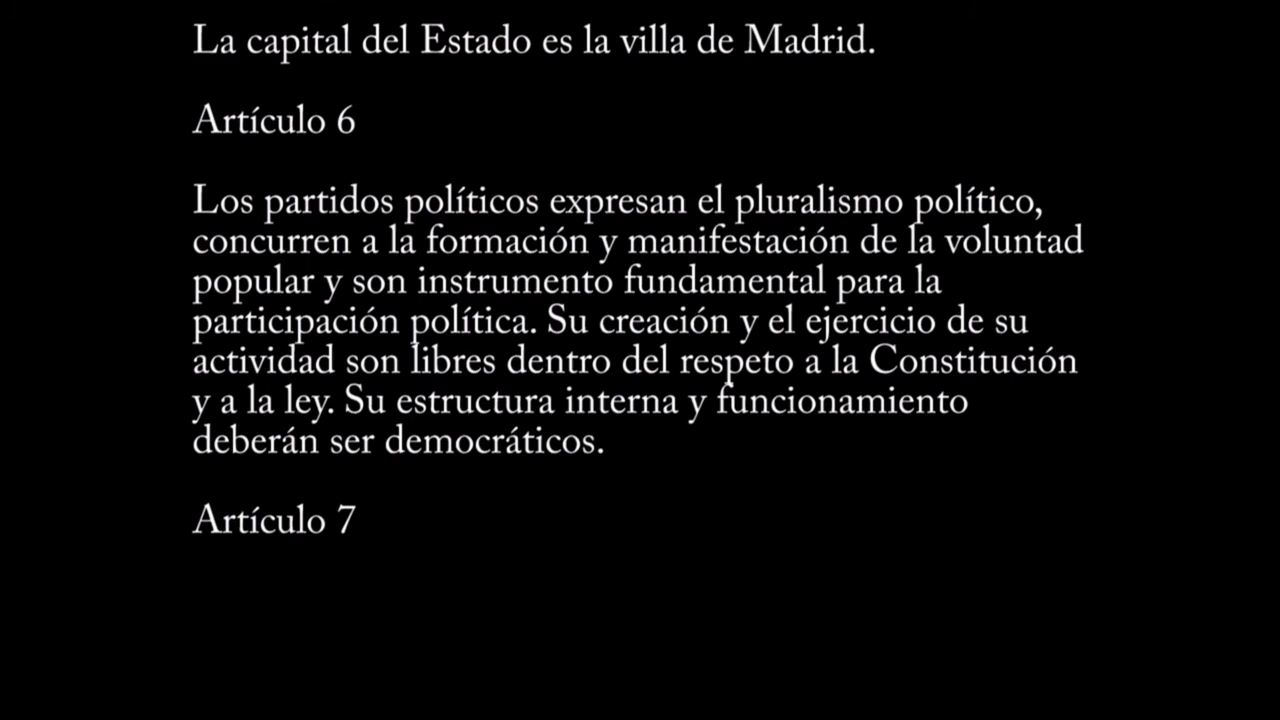 La capital del Estado es la villa de Madrid.
Artículo 6
Los partidos políticos expresan el pluralismo político,
concurren a la formación y manifestación de la voluntad
popular y son instrumento fundamental para la
participación política. Su creación y el ejercicio de su
actividad son libres dentro del respeto a la Constitución
y a la ley. Su estructura interna y funcionamiento
deberán ser democráticos.
Artículo 7